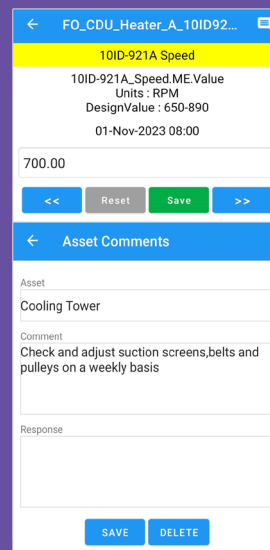 FO_CDU_Heater_A_10ID92...
10ID-921A Speed
10ID-921A_Speed.ME.Value
Units : RPM
DesignValue : 650-890
01-Nov-2023 08:00
700.00
<< Reset Save >>
Asset Comments
Asset
Cooling Tower
Comment
Check and adjust suction screens,belts and
pulleys on a weekly basis
Response
SAVE DELETE